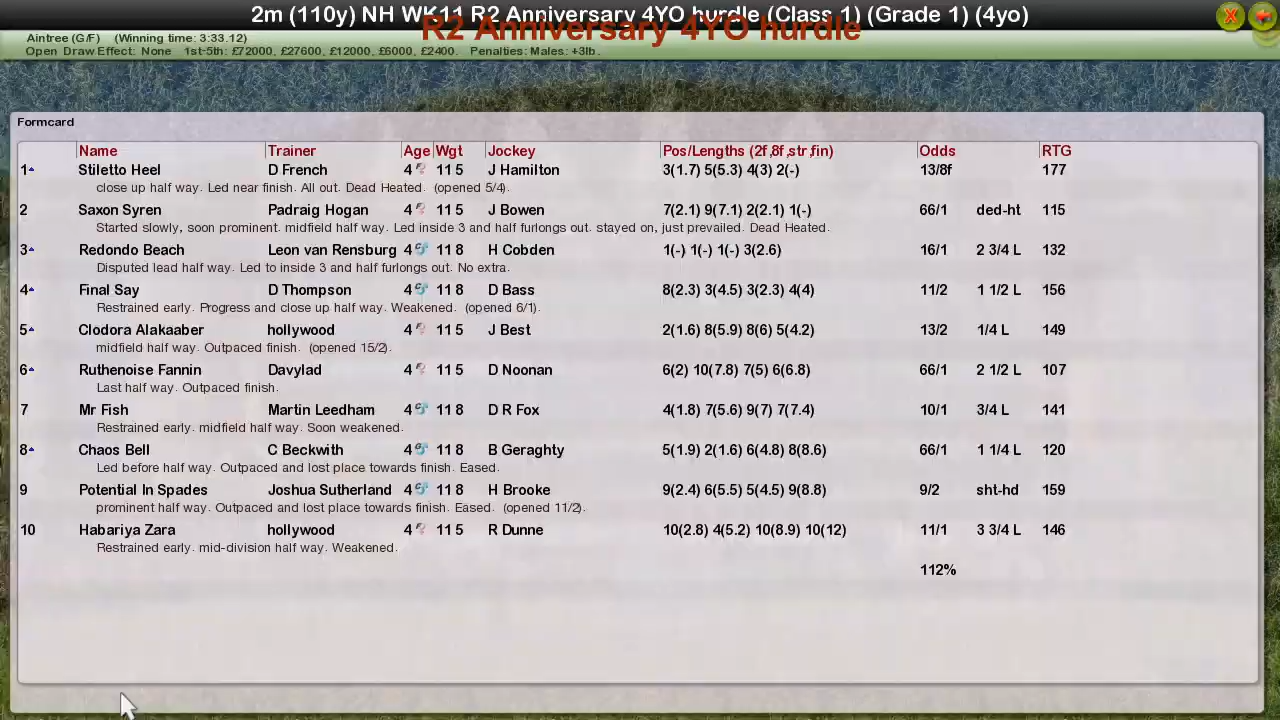 2m (110y) NH WK11 R2 Anniversary 4YO hurdle (Class 1) (Grade 1) (4yo)
R2 Anniversary 4YO hurdle
Aintree (G/F) (Winning time: 3:33.12)
Open Draw Effect: None 1st-5th: £72000, £27600, £12000, £6000, £2400. Penalties: Males: +3lb.
Formcard
Name Trainer Age Wgt Jockey Pos/Lengths (2f,8f,str,fin) Odds RTG
1 Stiletto Heel D French 4 11 5 J Hamilton 3(1.7) 5(5.3) 4(3) 2(-) 13/8f 177
close up half way. Led near finish. All out. Dead Heated. (opened 5/4).
2 Saxon Syren Padraig Hogan 4 11 5 J Bowen 7(2.1) 9(7.1) 2(2.1) 1(-) 66/1 ded-ht 115
Started slowly, soon prominent. midfield half way. Led inside 3 and half furlongs out. stayed on, just prevailed. Dead Heated.
3 Redondo Beach Leon van Rensburg 4 11 8 H Cobden 1(-) 1(-) 1(-) 3(2.6) 16/1 2 3/4 L 132
Disputed lead half way. Led to inside 3 and half furlongs out. No extra.
4 Final Say D Thompson 4 11 8 D Bass 8(2.3) 3(4.5) 3(2.3) 4(4) 11/2 1 1/2 L 156
Restrained early. Progress and close up half way. Weakened. (opened 6/1).
5 Clodora Alakaaber hollywood 4 11 5 J Best 2(1.6) 8(5.9) 8(6) 5(4.2) 13/2 1/4 L 149
midfield half way. Outpaced finish. (opened 15/2).
6 Ruthenoise Fannin Davylad 4 11 5 D Noonan 6(2) 10(7.8) 7(5) 6(6.8) 66/1 2 1/2 L 107
Last half way. Outpaced finish.
7 Mr Fish Martin Leedham 4 11 8 D R Fox 4(1.8) 7(5.6) 9(7) 7(7.4) 10/1 3/4 L 141
Restrained early. midfield half way. Soon weakened.
8 Chaos Bell C Beckwith 4 11 8 B Geraghty 5(1.9) 2(1.6) 6(4.8) 8(8.6) 66/1 1 1/4 L 120
Led before half way. Outpaced and lost place towards finish. Eased.
9 Potential In Spades Joshua Sutherland 4 11 8 H Brooke 9(2.4) 6(5.5) 5(4.5) 9(8.8) 9/2 sht-hd 159
prominent half way. Outpaced and lost place towards finish. Eased. (opened 11/2).
10 Habariya Zara hollywood 4 11 5 R Dunne 10(2.8) 4(5.2) 10(8.9) 10(12) 11/1 3 3/4 L 146
Restrained early. mid-division half way. Weakened.
112%